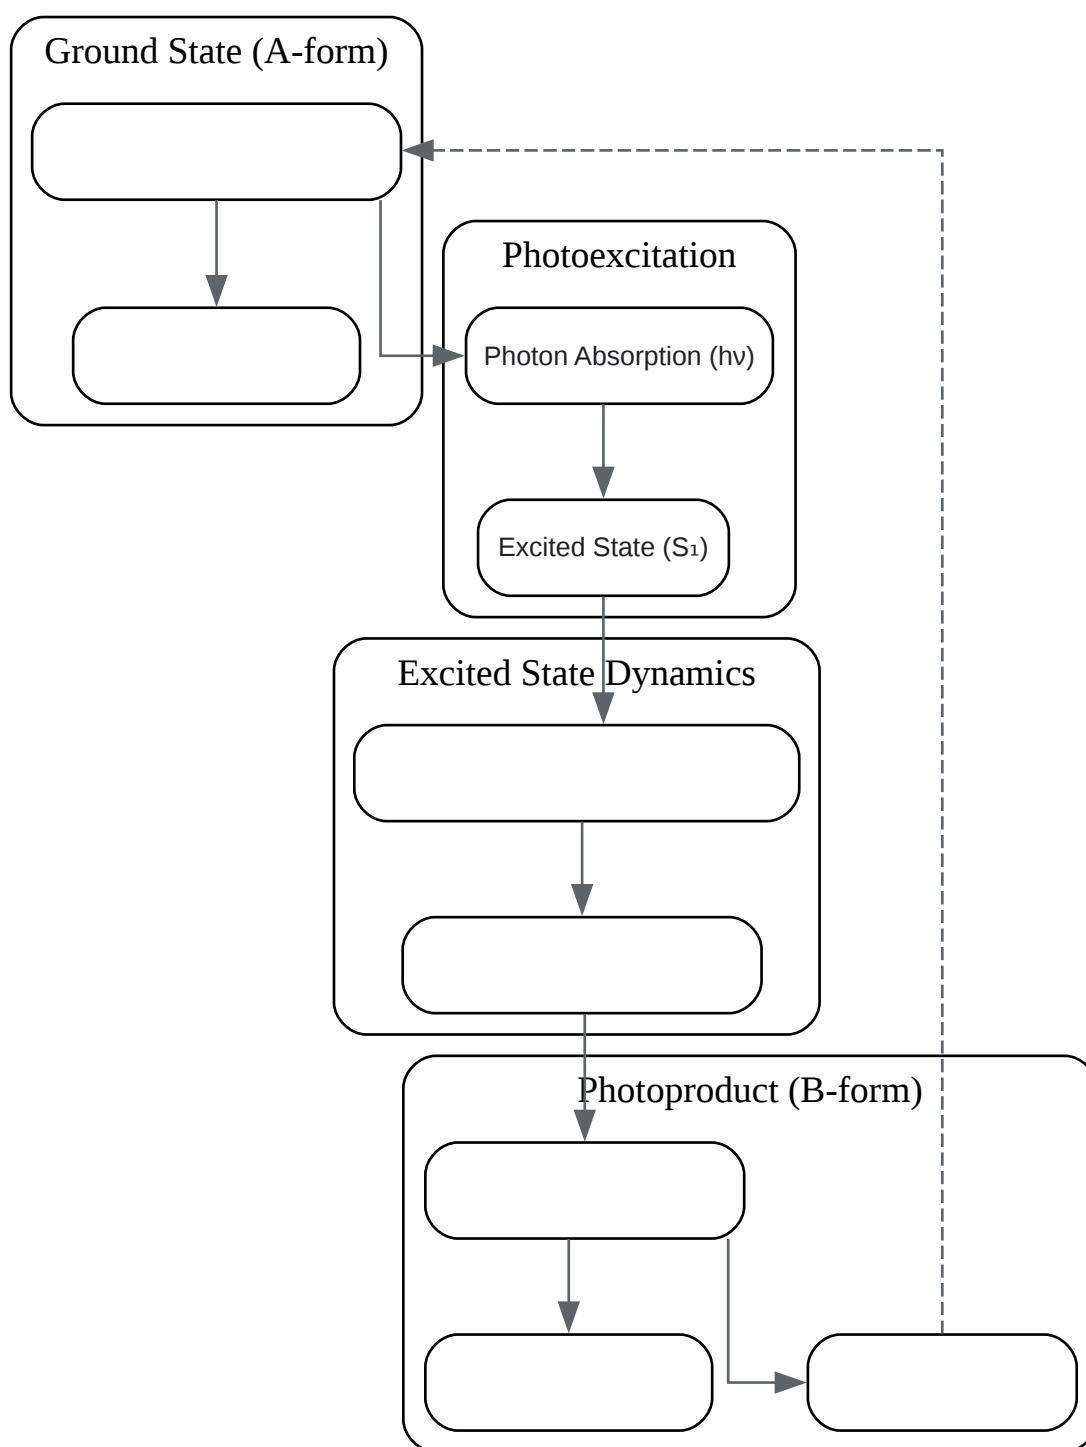 Ground State (A-form)
Photoexcitation
Photon Absorption (hν)
Excited State (S₁)
Excited State Dynamics
Photoproduct (B-form)